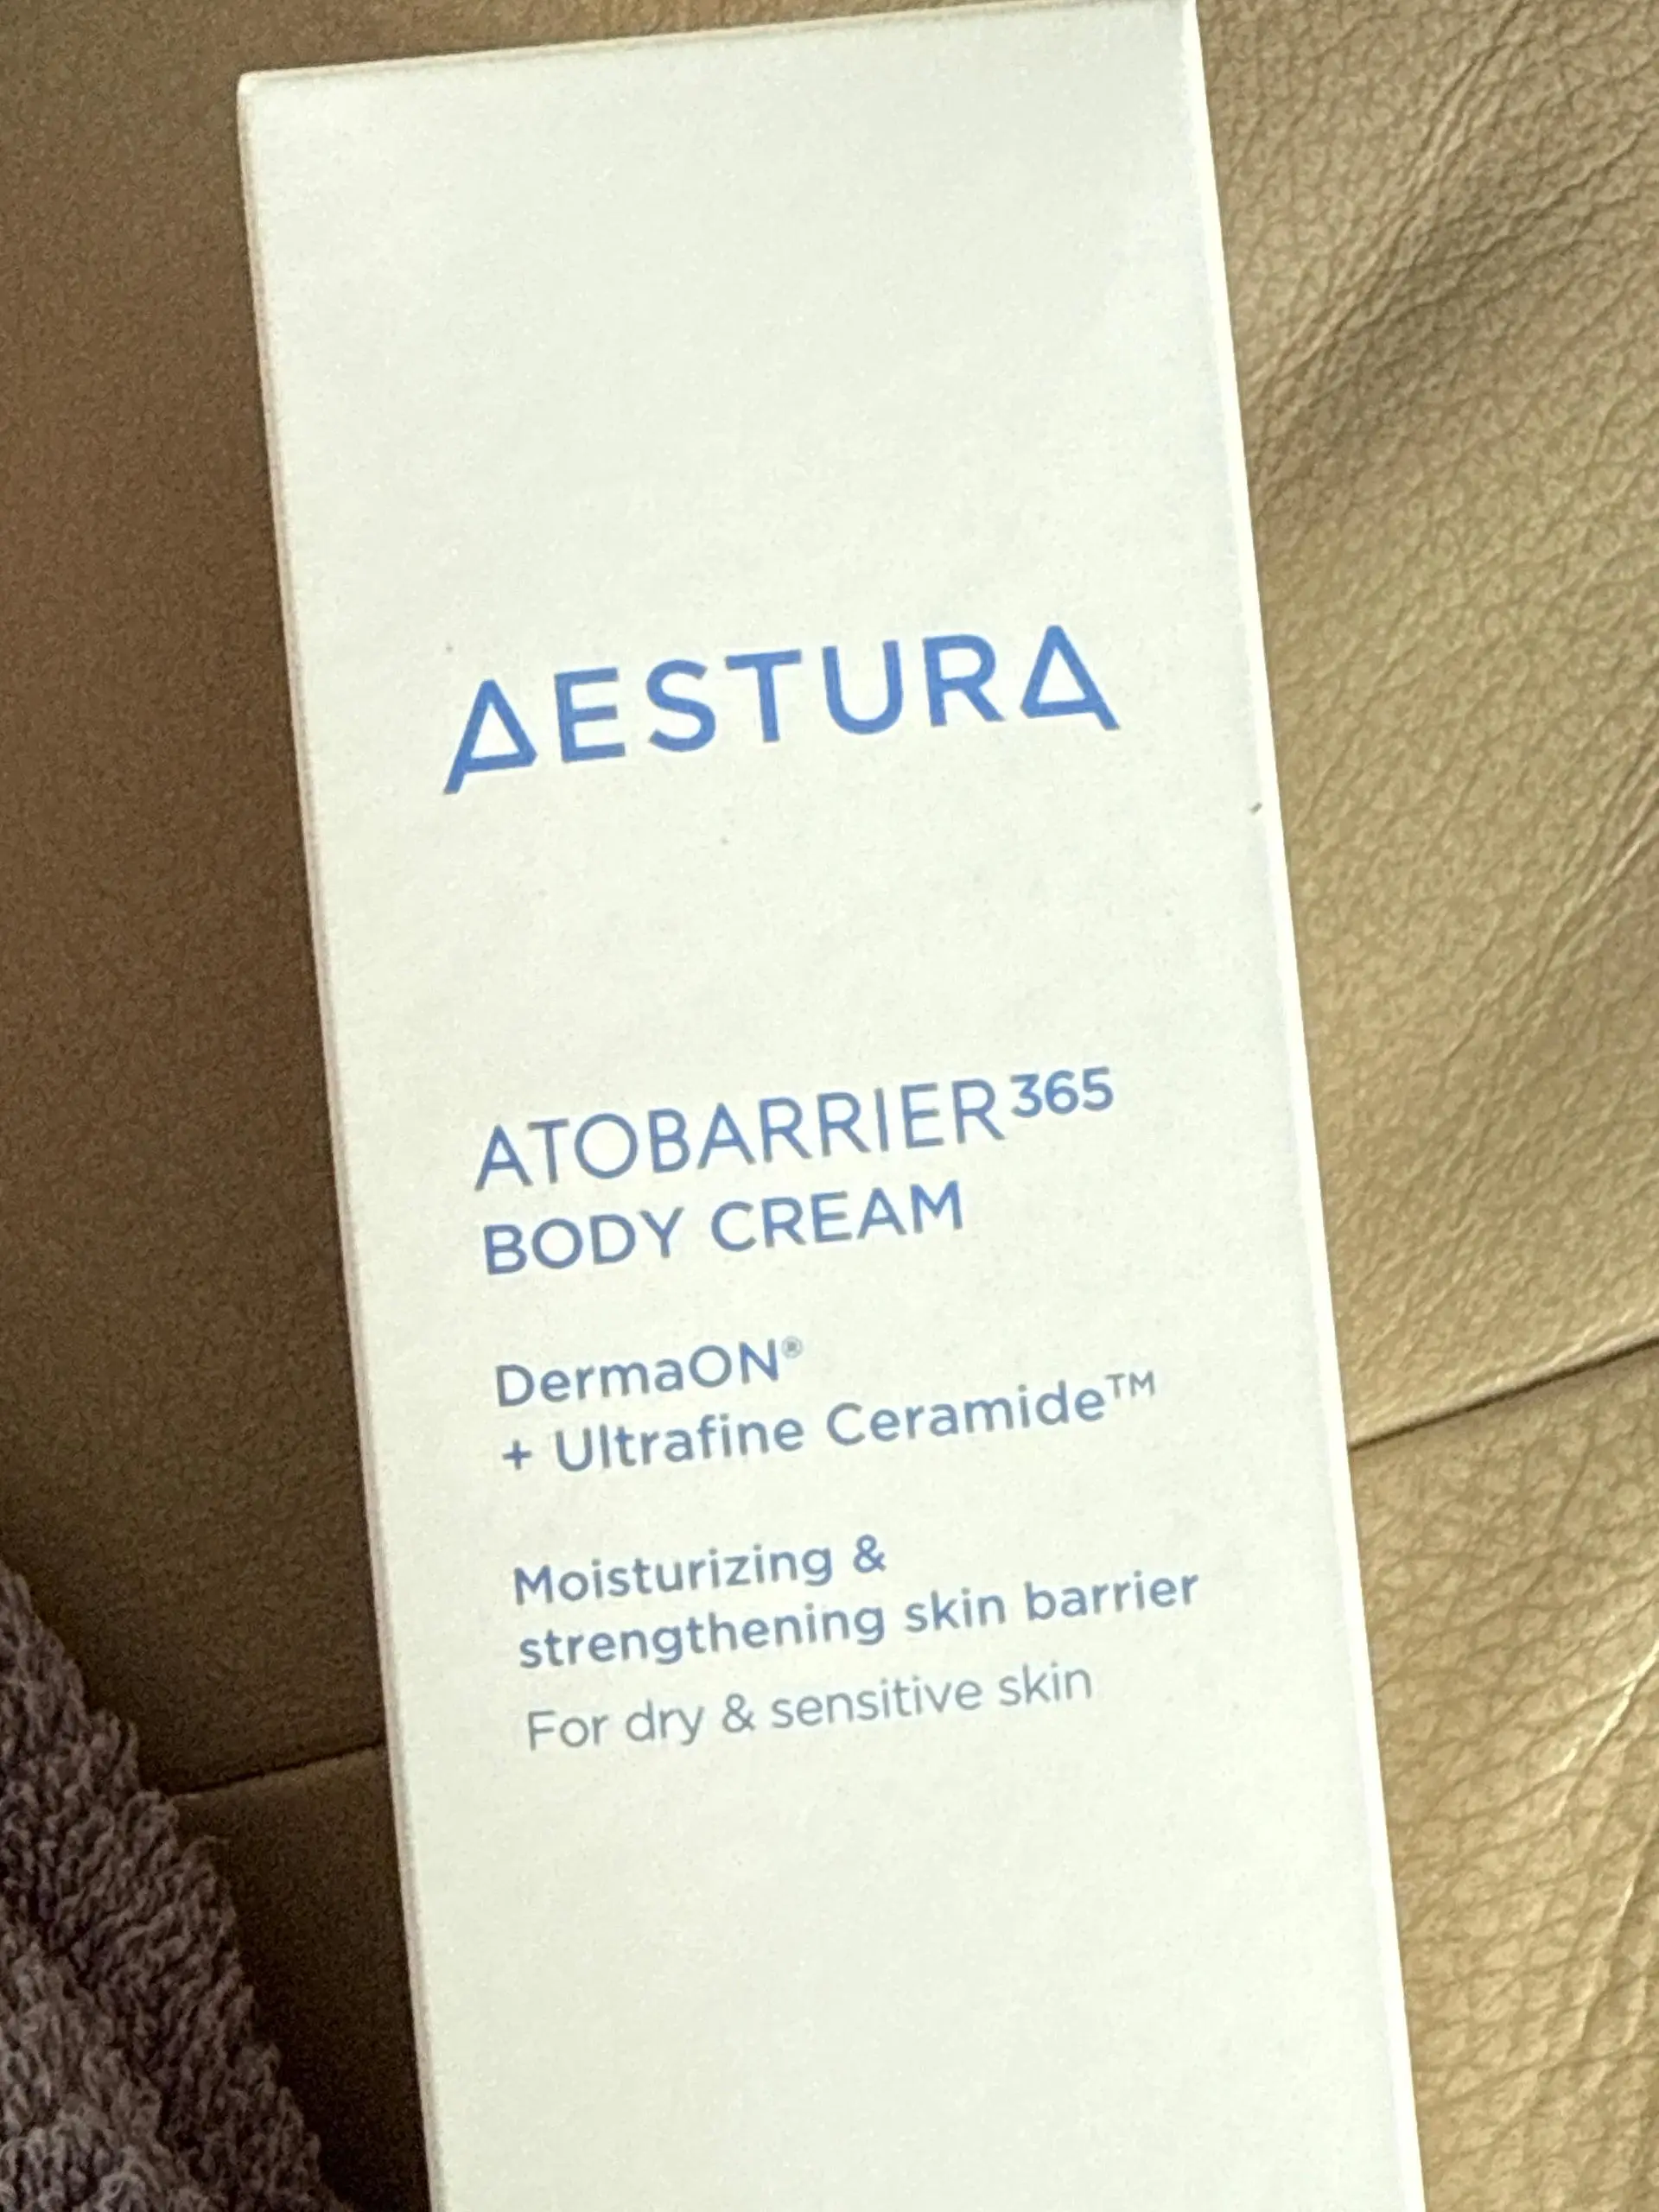 AESTURA
ATOBARRIER³⁶⁵
BODY CREAM
DermaON®
+ Ultrafine Ceramide™
Moisturizing &
strengthening skin barrier
For dry & sensitive skin